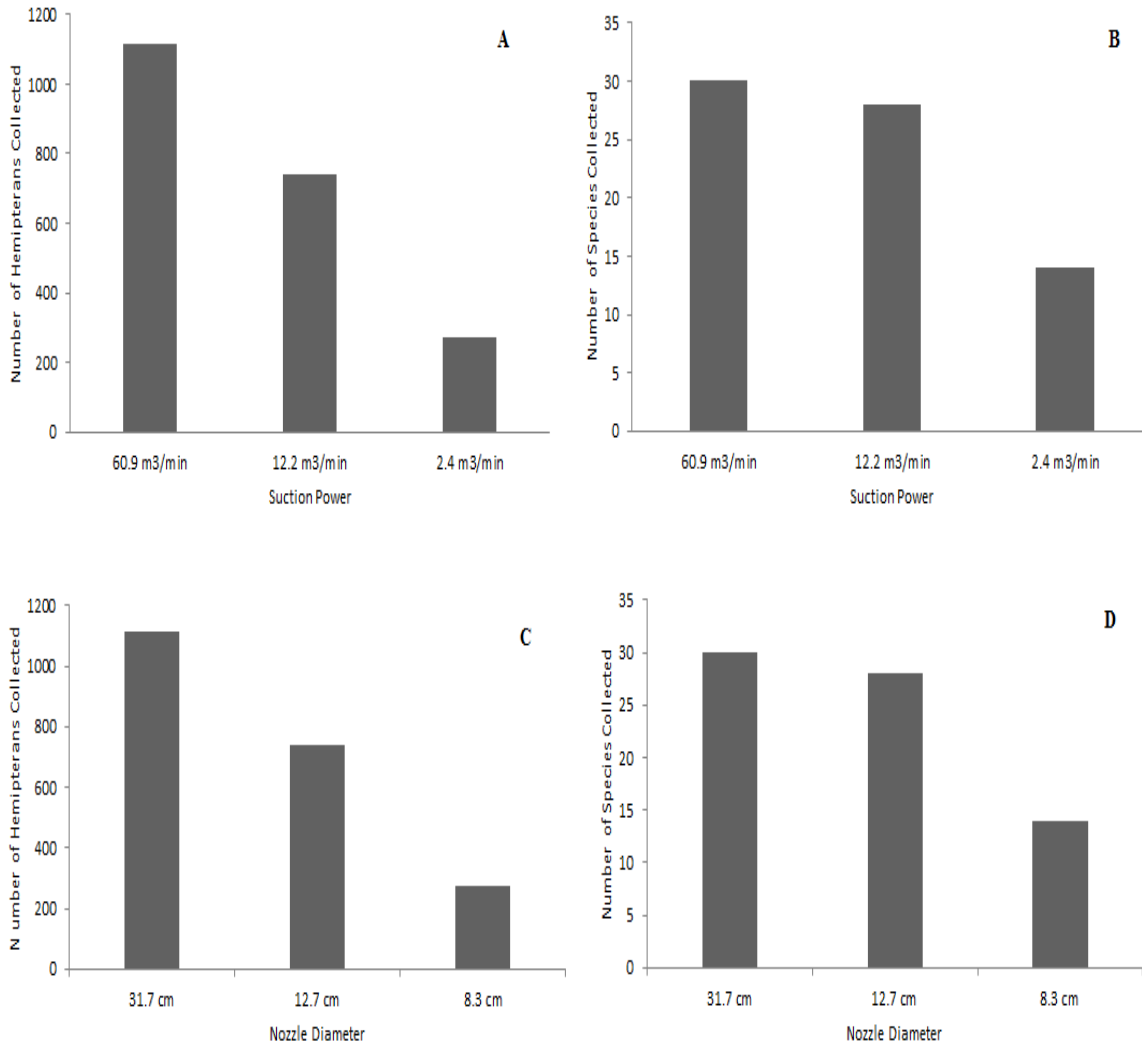 A
Number of Hemipterans Collected
1200
1000
800
600
400
200
0
60.9 m3/min 12.2 m3/min 2.4 m3/min
Suction Power
B
Number of Species Collected
35
30
25
20
15
10
5
0
60.9 m3/min 12.2 m3/min 2.4 m3/min
Suction Power
C
N umber of Hemipterans Collected
1200
1000
800
600
400
200
0
31.7 cm 12.7 cm 8.3 cm
Nozzle Diameter
D
Number of Species Collected
35
30
25
20
15
10
5
0
31.7 cm 12.7 cm 8.3 cm
Nozzle Diameter